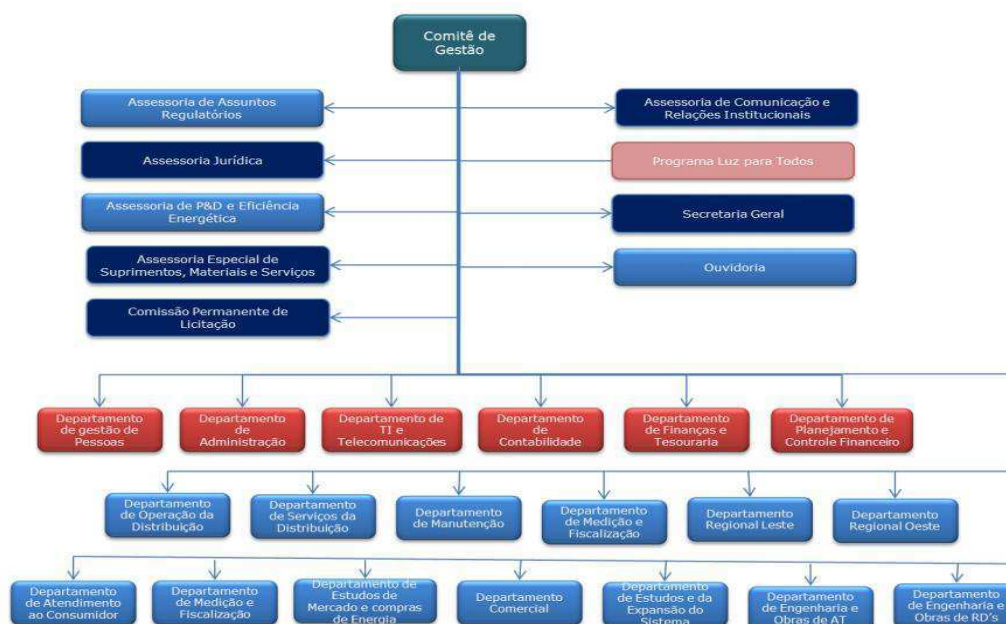 Comitê de
Gestão
Assessoria de Assuntos
Regulatórios
Assessoria de Comunicação e
Relações Institucionais
Assessoria Jurídica
Programa Luz para Todos
Assessoria de P&D e Eficiência
Energética
Secretaria Geral
Assessoria Especial de
Suprimentos, Materiais e Serviços
Ouvidoria
Comissão Permanente de
Licitação
Departamento
de gestão de
Pessoas
Departamento
de
Administração
Departamento de
TI e
Telecomunicações
Departamento
de
Contabilidade
Departamento
de Finanças e
Tesouraria
Departamento de
Planejamento e
Controle Financeiro
Departamento
de Operação da
Distribuição
Departamento
de Serviços da
Distribuição
Departamento
de Manutenção
Departamento
de Medição e
Fiscalização
Departamento
Regional Leste
Departamento
Regional Oeste
Departamento
de Atendimento
ao Consumidor
Departamento
de Medição e
Fiscalização
Departamento de
Estudos de
Mercado e compras
de Energia
Departamento
Comercial
Departamento
de Estudos e da
Expansão do
Sistema
Departamento
de Engenharia e
Obras de AT
Departamento
de Engenharia e
Obras de RD's